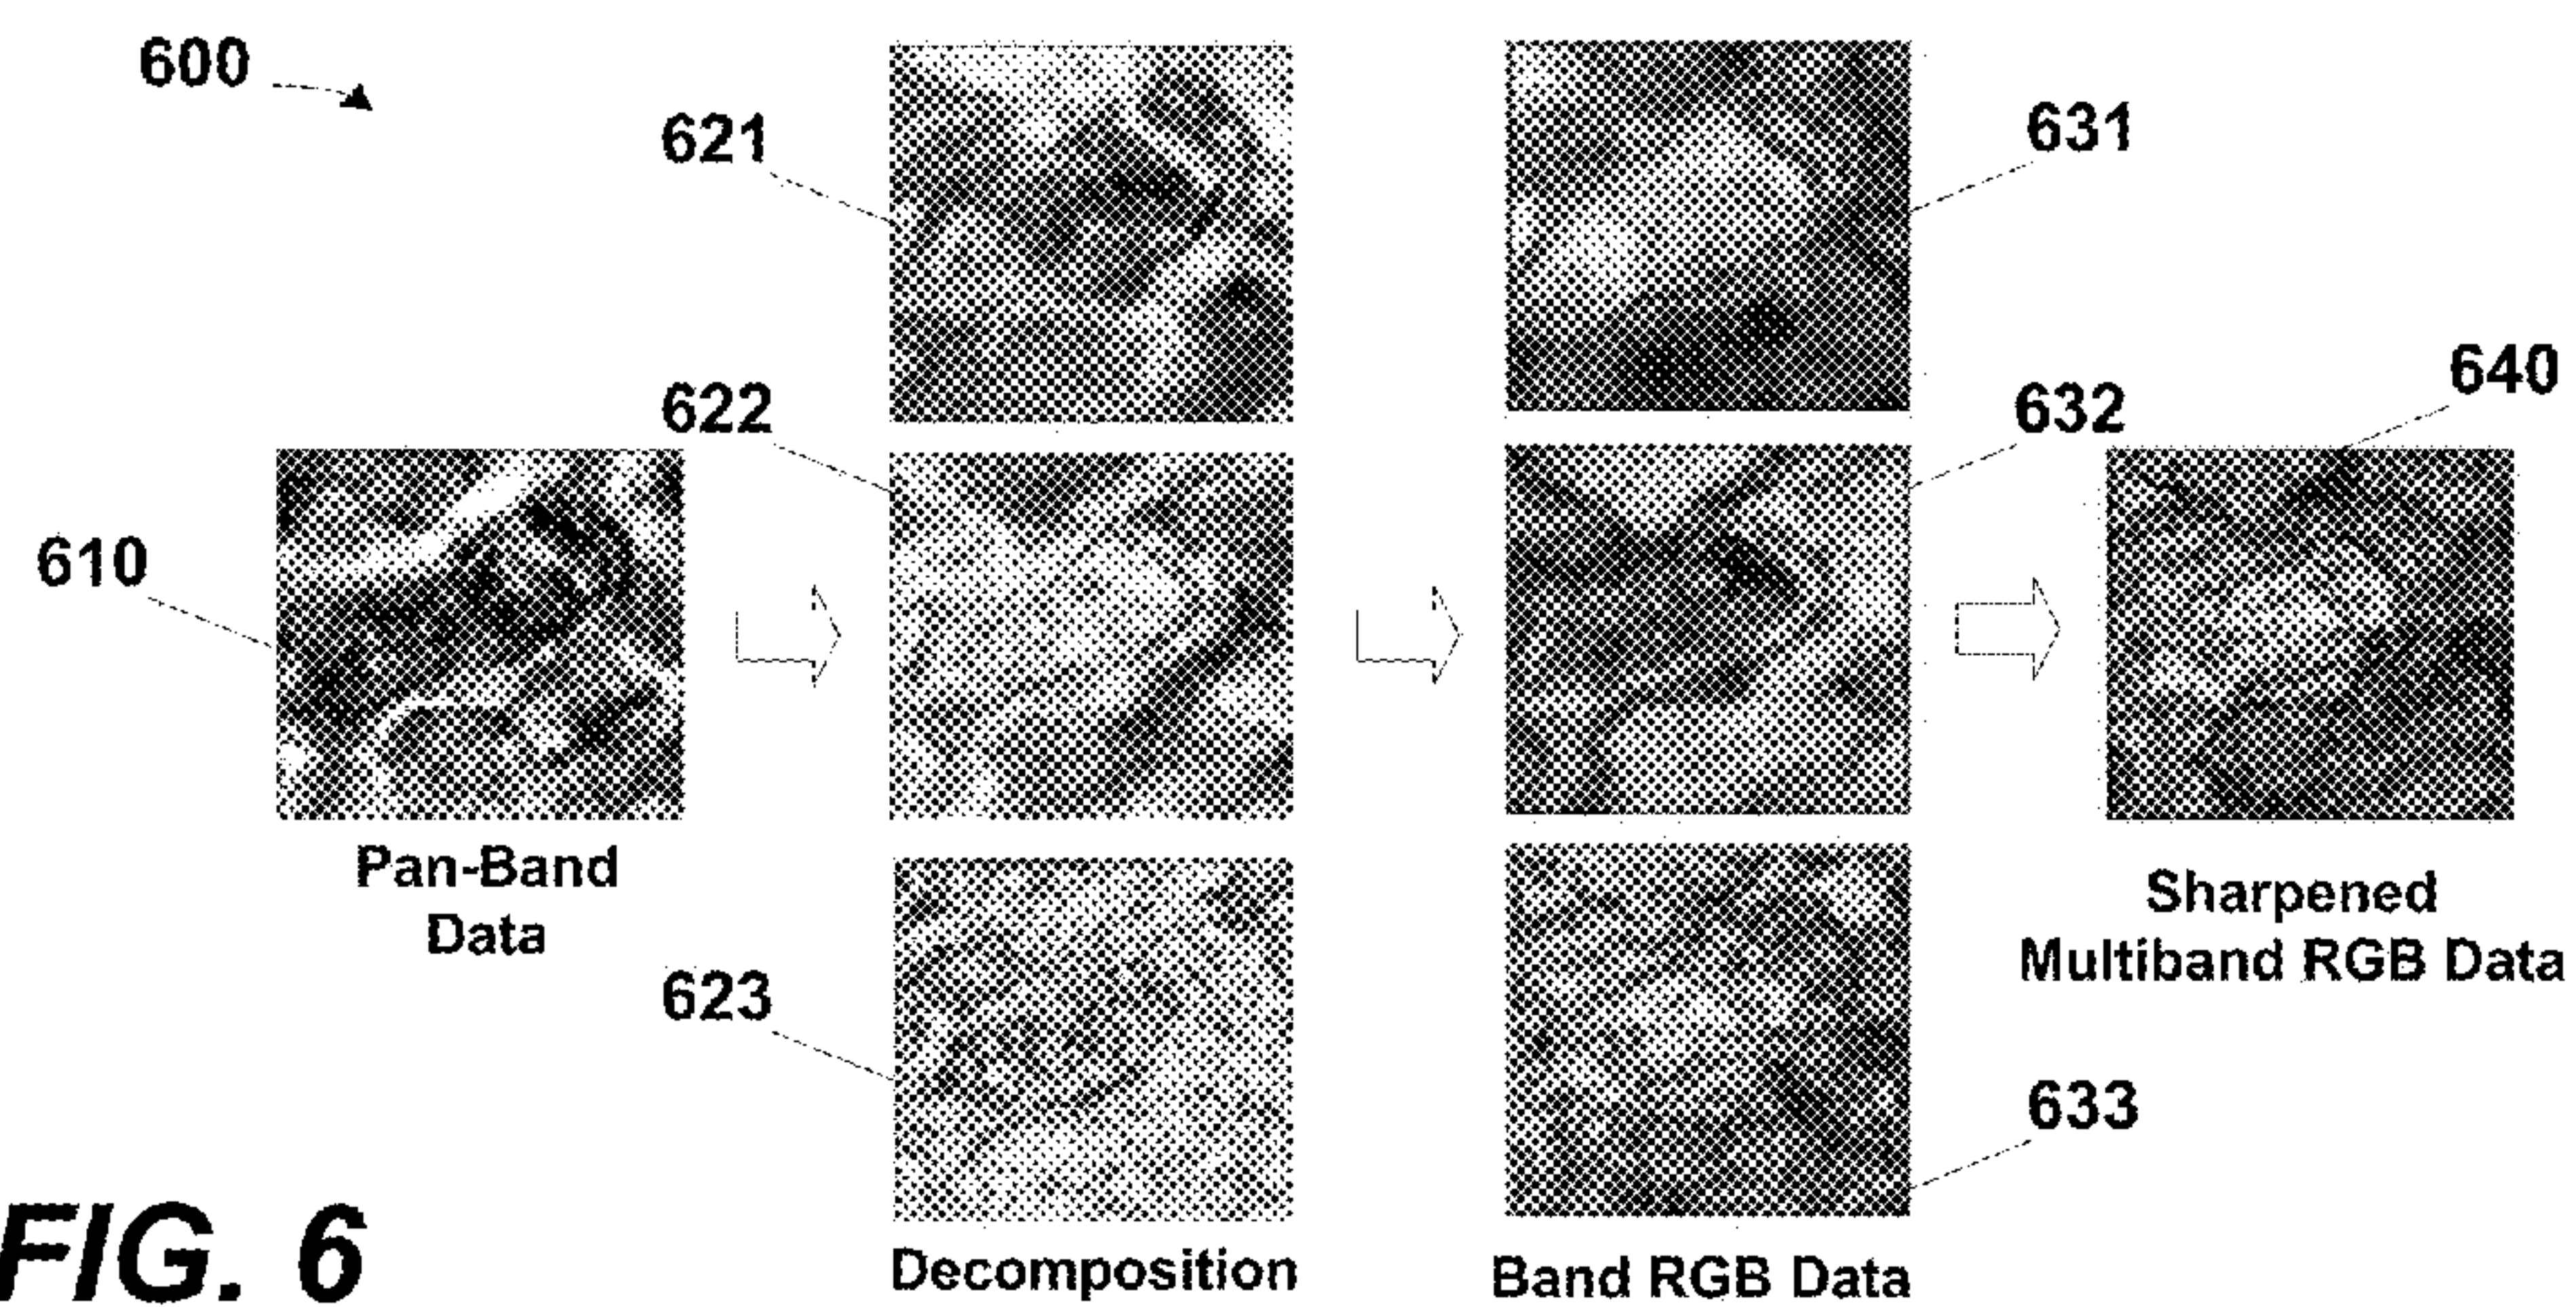 600
621
631
640
622
632
610
Pan-Band
Data
Sharpened
Multiband RGB Data
623
633
FIG. 6
Decomposition
Band RGB Data